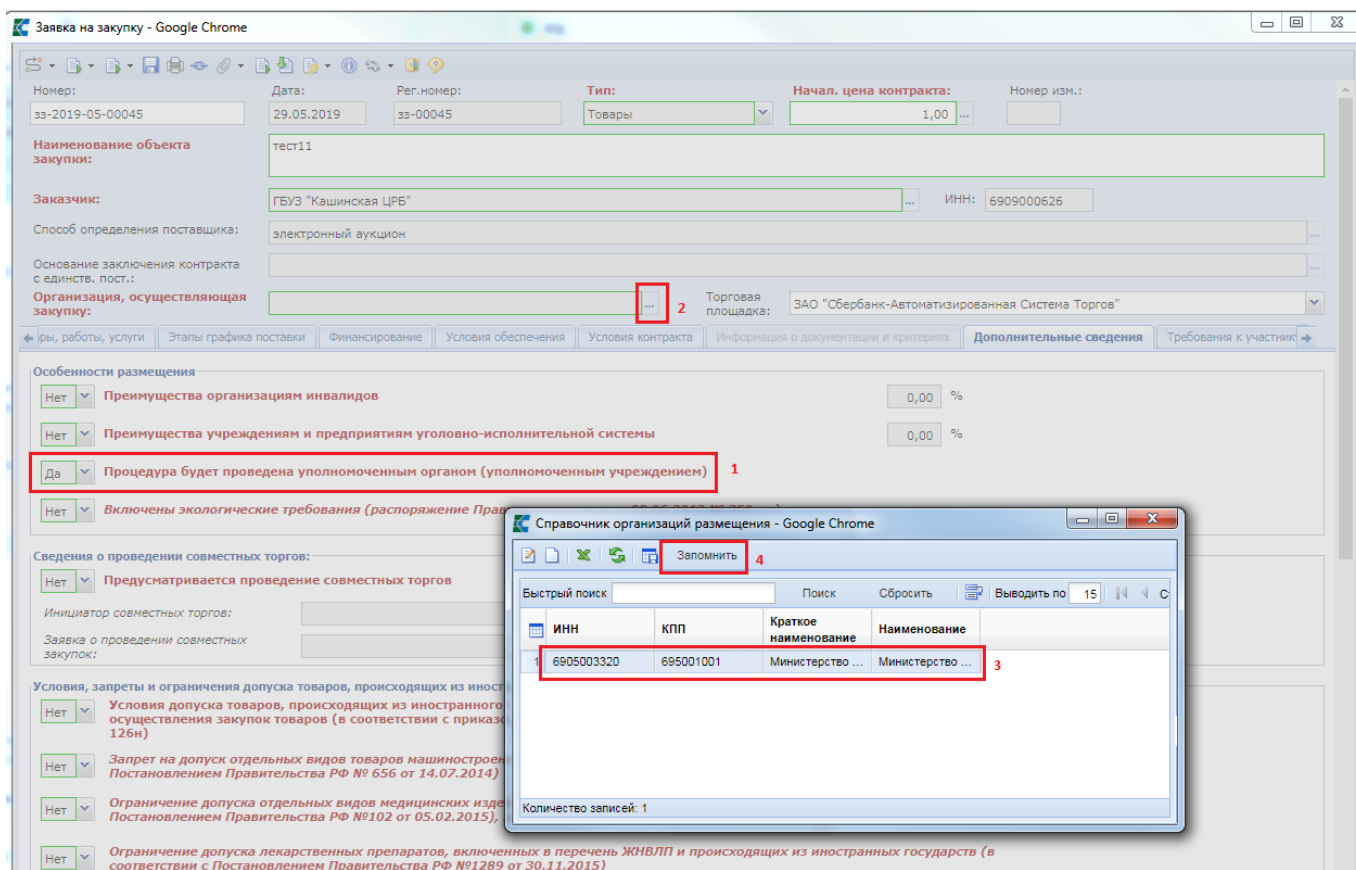 Заявка на закупку - Google Chrome
Номер: Дата: Рег.номер: Тип: Начал. цена контракта: Номер изм.:
зз-2019-05-00045 29.05.2019 зз-00045 Товары 1,00 ...
Наименование объекта закупки:
тест11
Заказчик: ГБУЗ "Кашинская ЦРБ" ... ИНН: 6909000626
Способ определения поставщика: электронный аукцион ...
Основание заключения контракта с единств. пост.: ...
Организация, осуществляющая закупку: ... 2 Торговая площадка: ЗАО "Сбербанк-Автоматизированная Система Торгов"
ры, работы, услуги Этапы графика поставки Финансирование Условия обеспечения Условия контракта Информация о документации и критериях Дополнительные сведения Требования к участник
Особенности размещения
Нет Преимущества организациям инвалидов 0,00 %
Нет Преимущества учреждениям и предприятиям уголовно-исполнительной системы 0,00 %
Да Процедура будет проведена уполномоченным органом (уполномоченным учреждением) 1
Нет Включены экологические требования (распоряжение Прав
Сведения о проведении совместных торгов:
Нет Предусматривается проведение совместных торгов
Инициатор совместных торгов:
Заявка о проведении совместных закупок:
Условия, запреты и ограничения допуска товаров, происходящих из иност
Нет Условия допуска товаров, происходящих из иностранного
осуществления закупок товаров (в соответствии с приказо
126н)
Нет Запрет на допуск отдельных видов товаров машиностроен
Постановлением Правительства РФ № 656 от 14.07.2014)
Нет Ограничение допуска отдельных видов медицинских изде
Постановлением Правительства РФ №102 от 05.02.2015),
Нет Ограничение допуска лекарственных препаратов, включенных в перечень ЖНВЛП и происходящих из иностранных государств (в
соответствии с Постановлением Правительства РФ №1289 от 30.11.2015)
Справочник организаций размещения - Google Chrome
Запомнить 4
Быстрый поиск Поиск Сбросить Выводить по 15 С
ИНН КПП Краткое наименование Наименование
1 6905003320 695001001 Министерство ... Министерство ... 3
Количество записей: 1